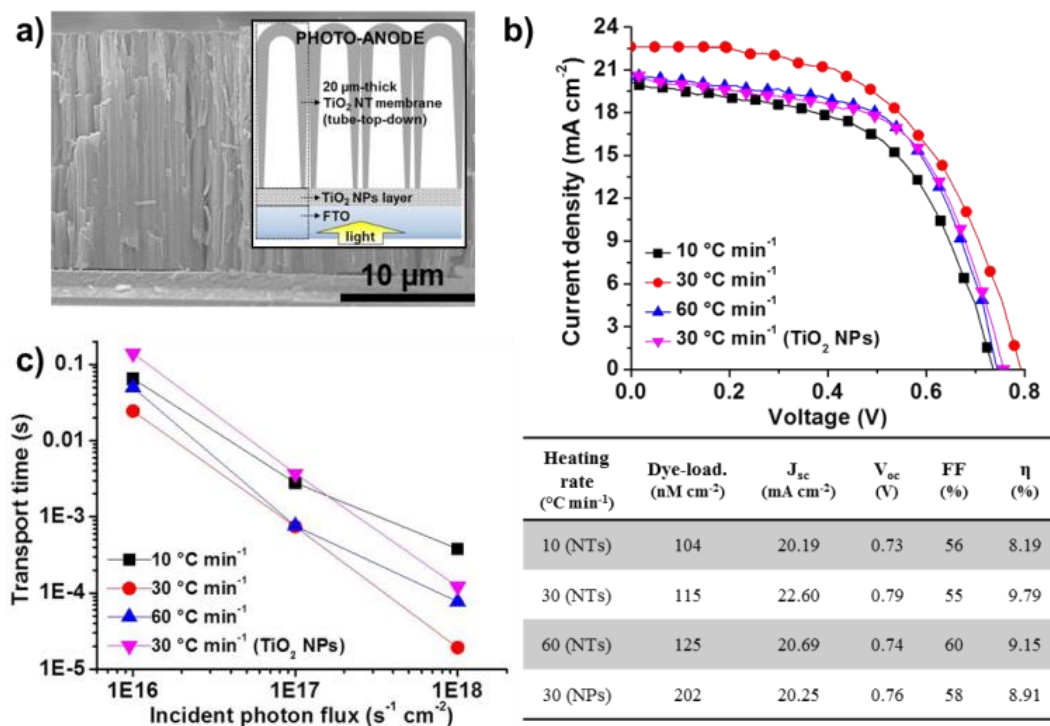 a)
PHOTO-ANODE
20 µm-thick
TiO₂ NT membrane
(tube-top-down)
TiO₂ NPs layer
FTO
light
10 µm
b)
Current density (mA cm⁻²)
24
21
18
15
12
9
6
3
0
10 °C min⁻¹
30 °C min⁻¹
60 °C min⁻¹
30 °C min⁻¹ (TiO₂ NPs)
0.0 0.2 0.4 0.6 0.8
Voltage (V)
c)
Transport time (s)
0.1
0.01
1E-3
1E-4
1E-5
10 °C min⁻¹
30 °C min⁻¹
60 °C min⁻¹
30 °C min⁻¹ (TiO₂ NPs)
1E16 1E17 1E18
Incident photon flux (s⁻¹ cm⁻²)
Heating rate (°C min⁻¹) Dye-load. (nM cm⁻²) Jsc (mA cm⁻²) Voc (V) FF (%) η (%)
10 (NTs) 104 20.19 0.73 56 8.19
30 (NTs) 115 22.60 0.79 55 9.79
60 (NTs) 125 20.69 0.74 60 9.15
30 (NPs) 202 20.25 0.76 58 8.91